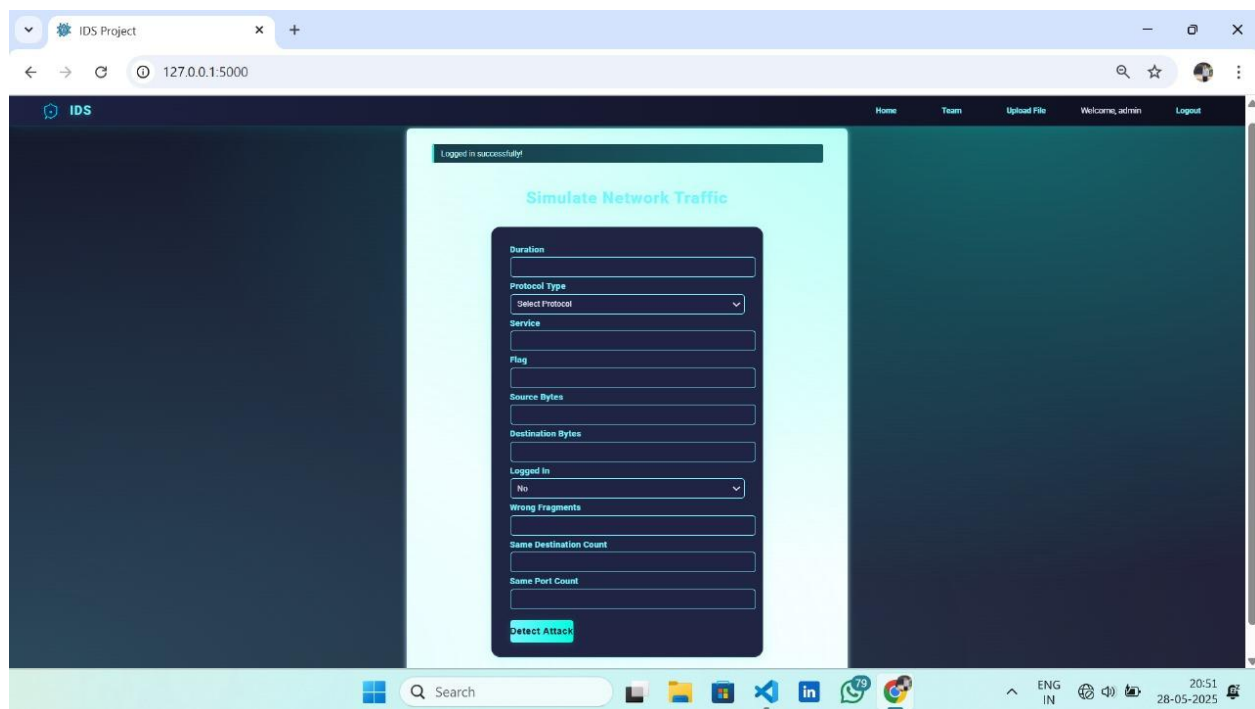 IDS Project
127.0.0.1:5000
IDS
Home Team Upload File Welcome, admin Logout
Logged in successfully!
Simulate Network Traffic
Duration
Protocol Type
Select Protocol
Service
Flag
Source Bytes
Destination Bytes
Logged In
No
Wrong Fragments
Same Destination Count
Same Port Count
Detect Attack
Search
in
79
ENG
IN
20:51
28-05-2025